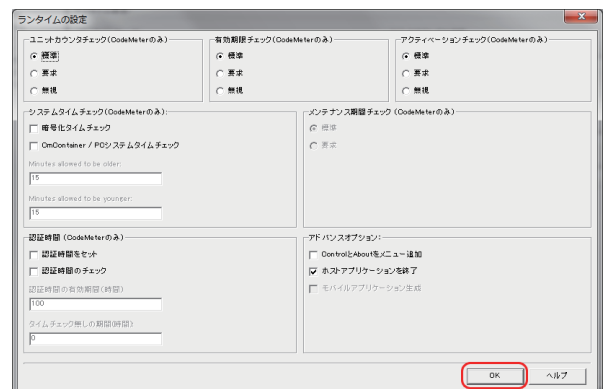 ランタイムの設定
ユニットカウンタチェック(CodeMeterのみ)
標準
要求
無視
有効期限チェック(CodeMeterのみ)
標準
要求
無視
アクティベーションチェック(CodeMeterのみ)
標準
要求
無視
システムタイムチェック(CodeMeterのみ):
暗号化タイムチェック
CmContainer / PCシステムタイムチェック
Minutes allowed to be older:
15
Minutes allowed to be younger:
15
メンテナンス期間チェック (CodeMeterのみ)
標準
要求
認証時間 (CodeMeterのみ)
認証時間をセット
認証時間のチェック
認証時間の有効期間(時間)
100
タイムチェック無しの期間(時間)
0
アドバンスオプション:
ControlとAboutをメニュー追加
ホストアプリケーションを終了
モバイルアプリケーション生成
OK
ヘルプ